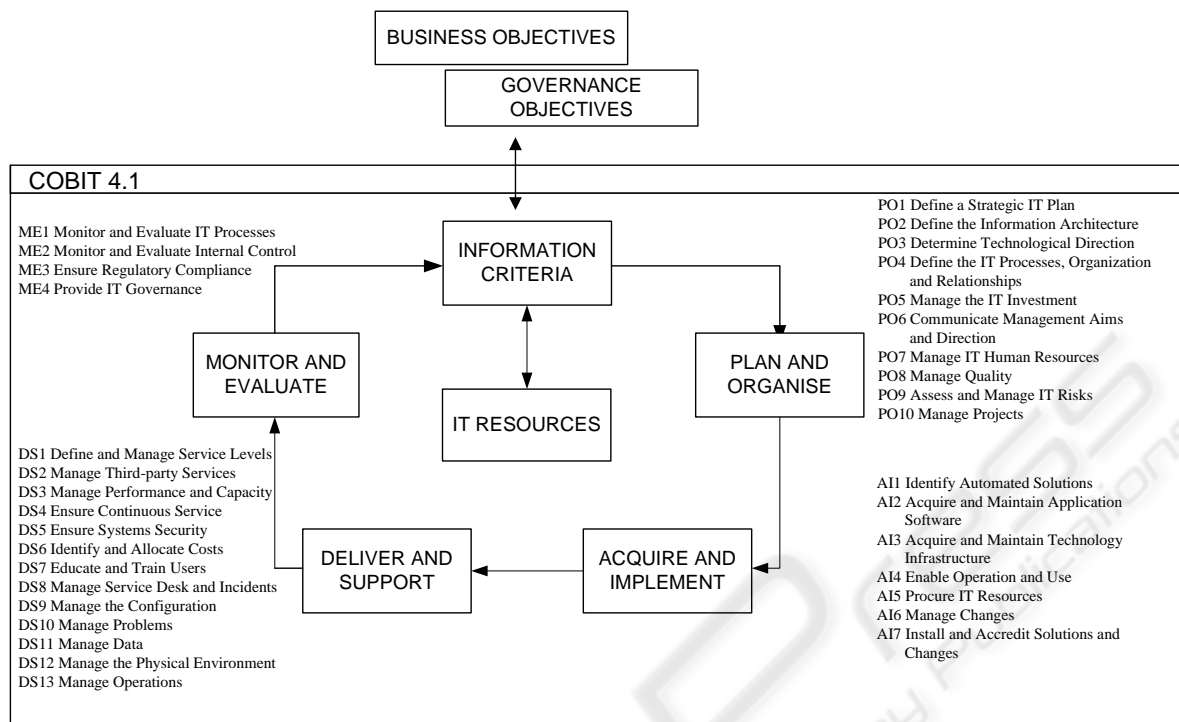 BUSINESS OBJECTIVES
GOVERNANCE
OBJECTIVES
COBIT 4.1
ME1 Monitor and Evaluate IT Processes
ME2 Monitor and Evaluate Internal Control
ME3 Ensure Regulatory Compliance
ME4 Provide IT Governance
INFORMATION
CRITERIA
PO1 Define a Strategic IT Plan
PO2 Define the Information Architecture
PO3 Determine Technological Direction
PO4 Define the IT Processes, Organization
and Relationships
PO5 Manage the IT Investment
PO6 Communicate Management Aims
and Direction
PO7 Manage IT Human Resources
PO8 Manage Quality
PO9 Assess and Manage IT Risks
PO10 Manage Projects
MONITOR AND
EVALUATE
PLAN AND
ORGANISE
IT RESOURCES
DS1 Define and Manage Service Levels
DS2 Manage Third-party Services
DS3 Manage Performance and Capacity
DS4 Ensure Continuous Service
DS5 Ensure Systems Security
DS6 Identify and Allocate Costs
DS7 Educate and Train Users
DS8 Manage Service Desk and Incidents
DS9 Manage the Configuration
DS10 Manage Problems
DS11 Manage Data
DS12 Manage the Physical Environment
DS13 Manage Operations
DELIVER AND
SUPPORT
ACQUIRE AND
IMPLEMENT
AI1 Identify Automated Solutions
AI2 Acquire and Maintain Application
Software
AI3 Acquire and Maintain Technology
Infrastructure
AI4 Enable Operation and Use
AI5 Procure IT Resources
AI6 Manage Changes
AI7 Install and Accredit Solutions and
Changes
Press
Publications